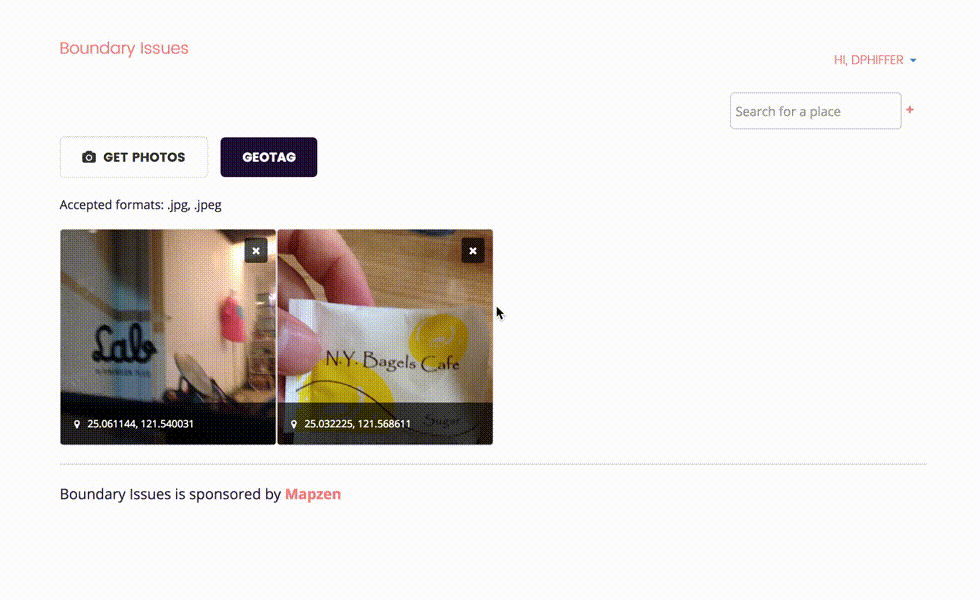 Boundary Issues
HI, DPHIFFER
Search for a place
+
GET PHOTOS
GEOTAG
Accepted formats: .jpg, .jpeg
Lab
N.Y. Bagels Cafe
Sugar
25.061144, 121.540031
25.032225, 121.568611
Boundary Issues is sponsored by Mapzen